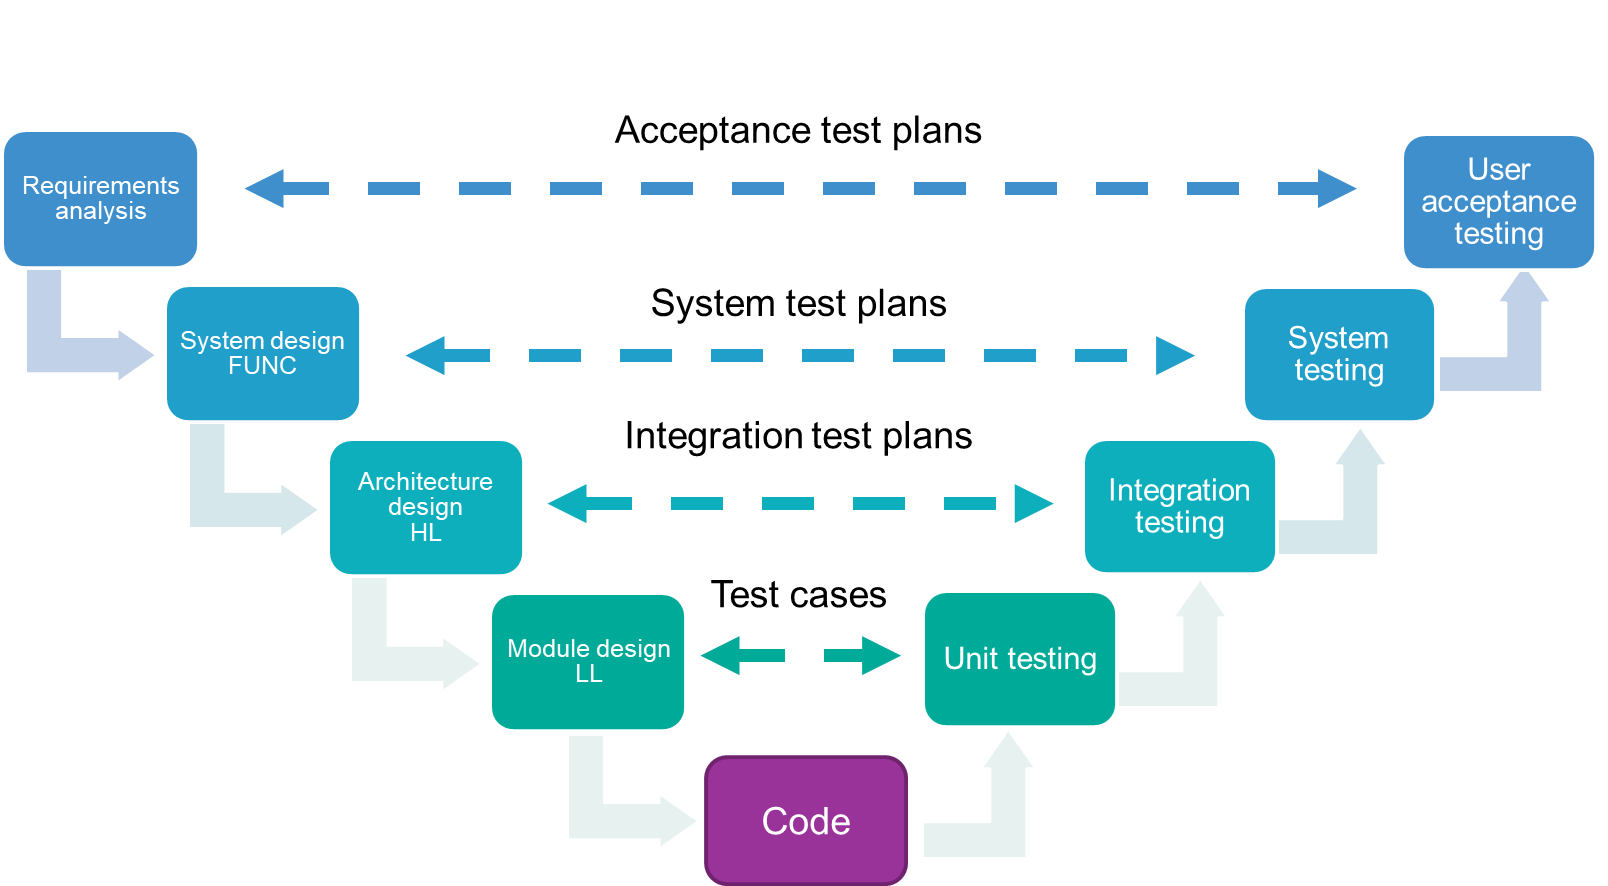 Acceptance test plans
Requirements
analysis
User
acceptance
testing
System test plans
System design
FUNC
System
testing
Integration test plans
Architecture
design
HL
Integration
testing
Test cases
Module design
LL
Unit testing
Code